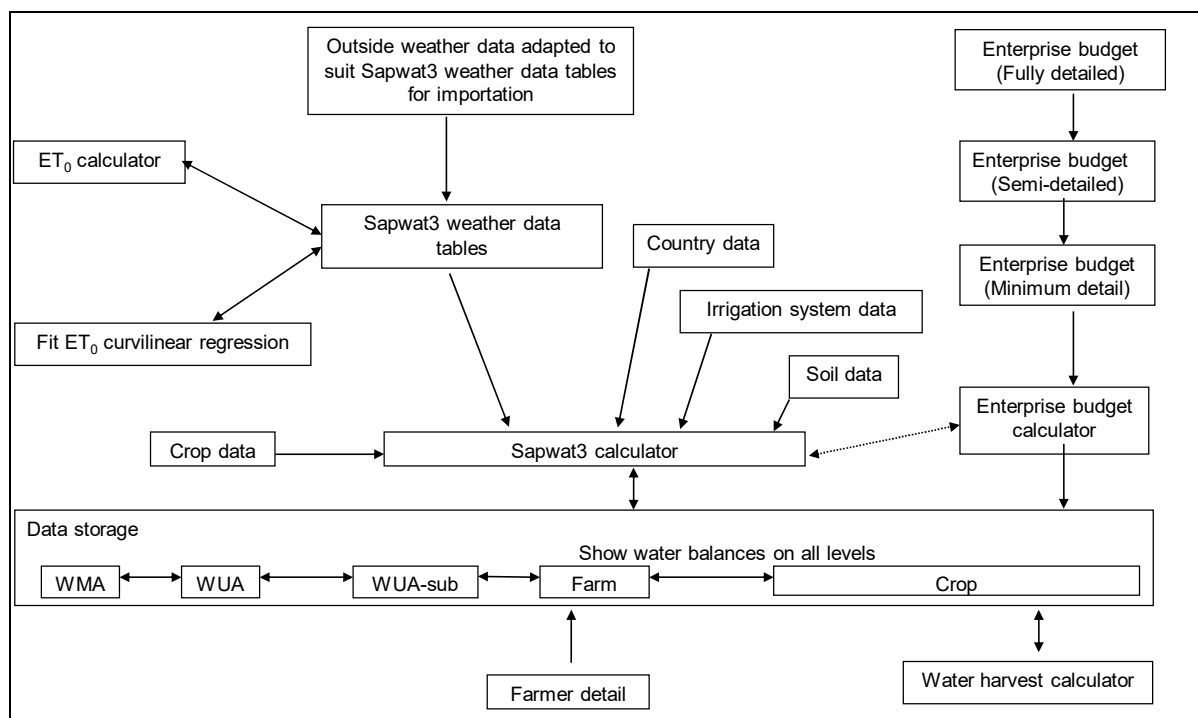 Outside weather data adapted to
suit Sapwat3 weather data tables
for importation
Enterprise budget
(Fully detailed)
ET₀ calculator
Enterprise budget
(Semi-detailed)
Sapwat3 weather data
tables
Country data
Enterprise budget
(Minimum detail)
Irrigation system data
Fit ET₀ curvilinear regression
Soil data
Enterprise budget
calculator
Crop data
Sapwat3 calculator
Data storage
Show water balances on all levels
WMA
WUA
WUA-sub
Farm
Crop
Farmer detail
Water harvest calculator